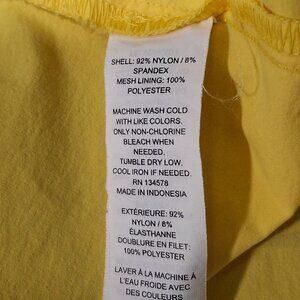 SHELL: 92% NYLON / 8%
SPANDEX
MESH LINING: 100%
POLYESTER
MACHINE WASH COLD
WITH LIKE COLORS.
ONLY NON-CHLORINE
BLEACH WHEN
NEEDED.
TUMBLE DRY LOW.
COOL IRON IF NEEDED.
RN 134578
MADE IN INDONESIA
EXTÉRIEURE: 92%
NYLON / 8%
ÉLASTHANNE
DOUBLURE EN FILET:
100% POLYESTER
LAVER À LA MACHINE À
L'EAU FROIDE AVEC
DES COULEURS